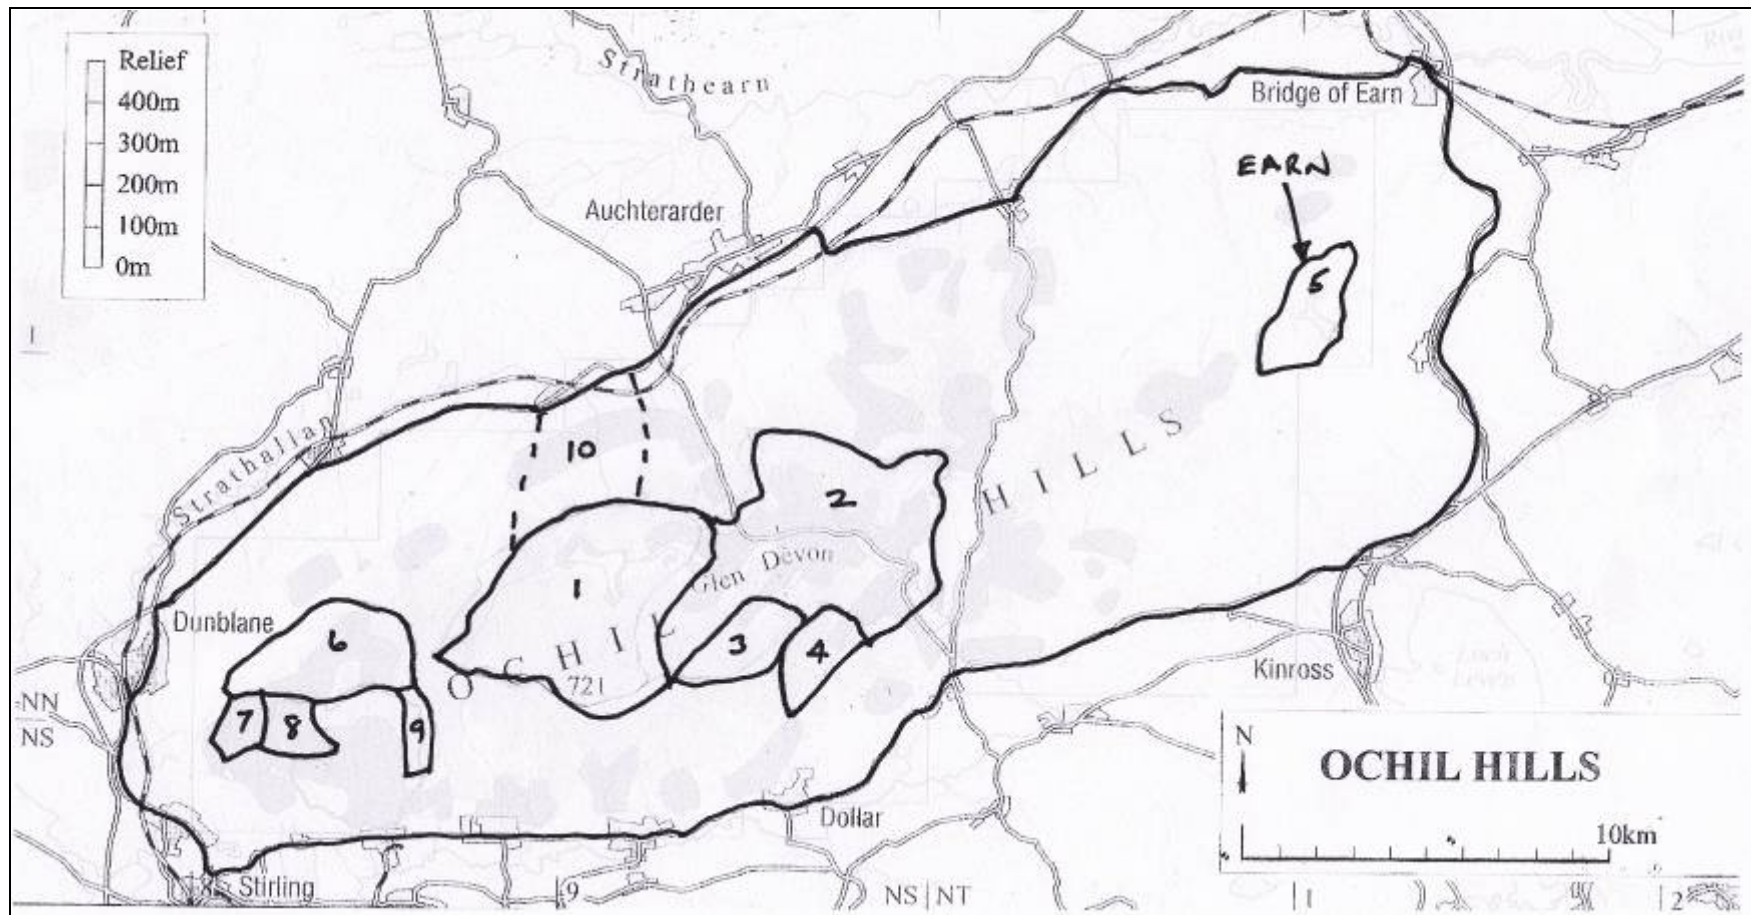 Relief
400m
300m
200m
100m
0m
Strathearn
Bridge of Earn
EARN
5
Auchterarder
1
Strathallan
HILLS
10
2
Glen Devon
1
OCHIL
721
3
4
Dunblane
6
7
8
9
NN
NS
Kinross
N
OCHIL HILLS
10km
Dollar
Stirling
9
NS NT
1
2